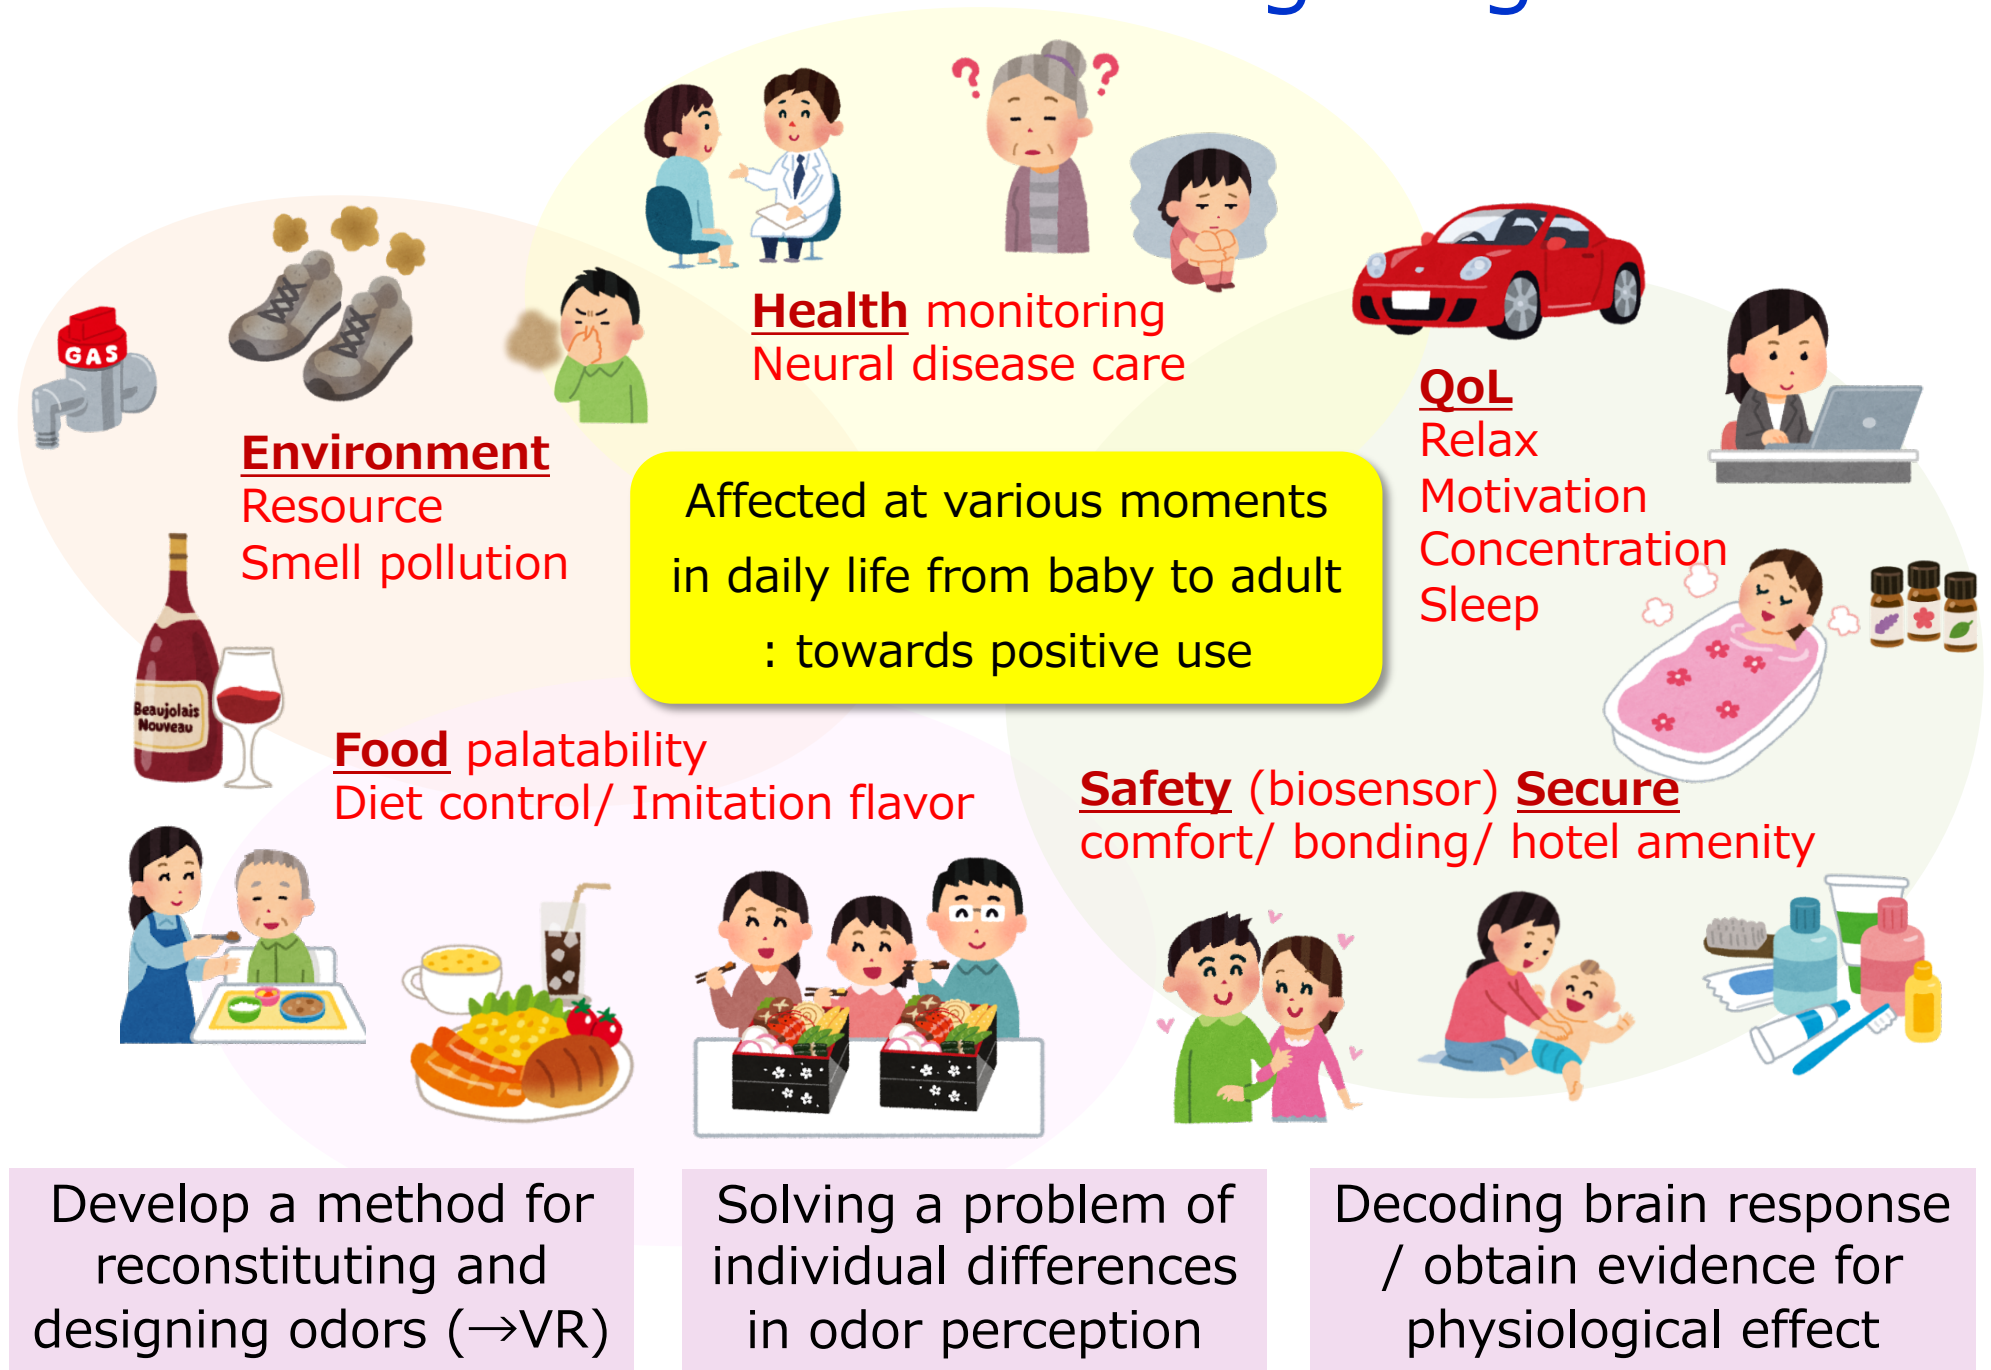 Health monitoring
Neural disease care
GAS
Environment
Resource
Smell pollution
QoL
Relax
Motivation
Concentration
Sleep
Affected at various moments
in daily life from baby to adult
: towards positive use
Beaujolais
Nouveau
Food palatability
Diet control/ Imitation flavor
Safety (biosensor) Secure
comfort/ bonding/ hotel amenity
Develop a method for
reconstituting and
designing odors (→VR)
Solving a problem of
individual differences
in odor perception
Decoding brain response
/ obtain evidence for
physiological effect